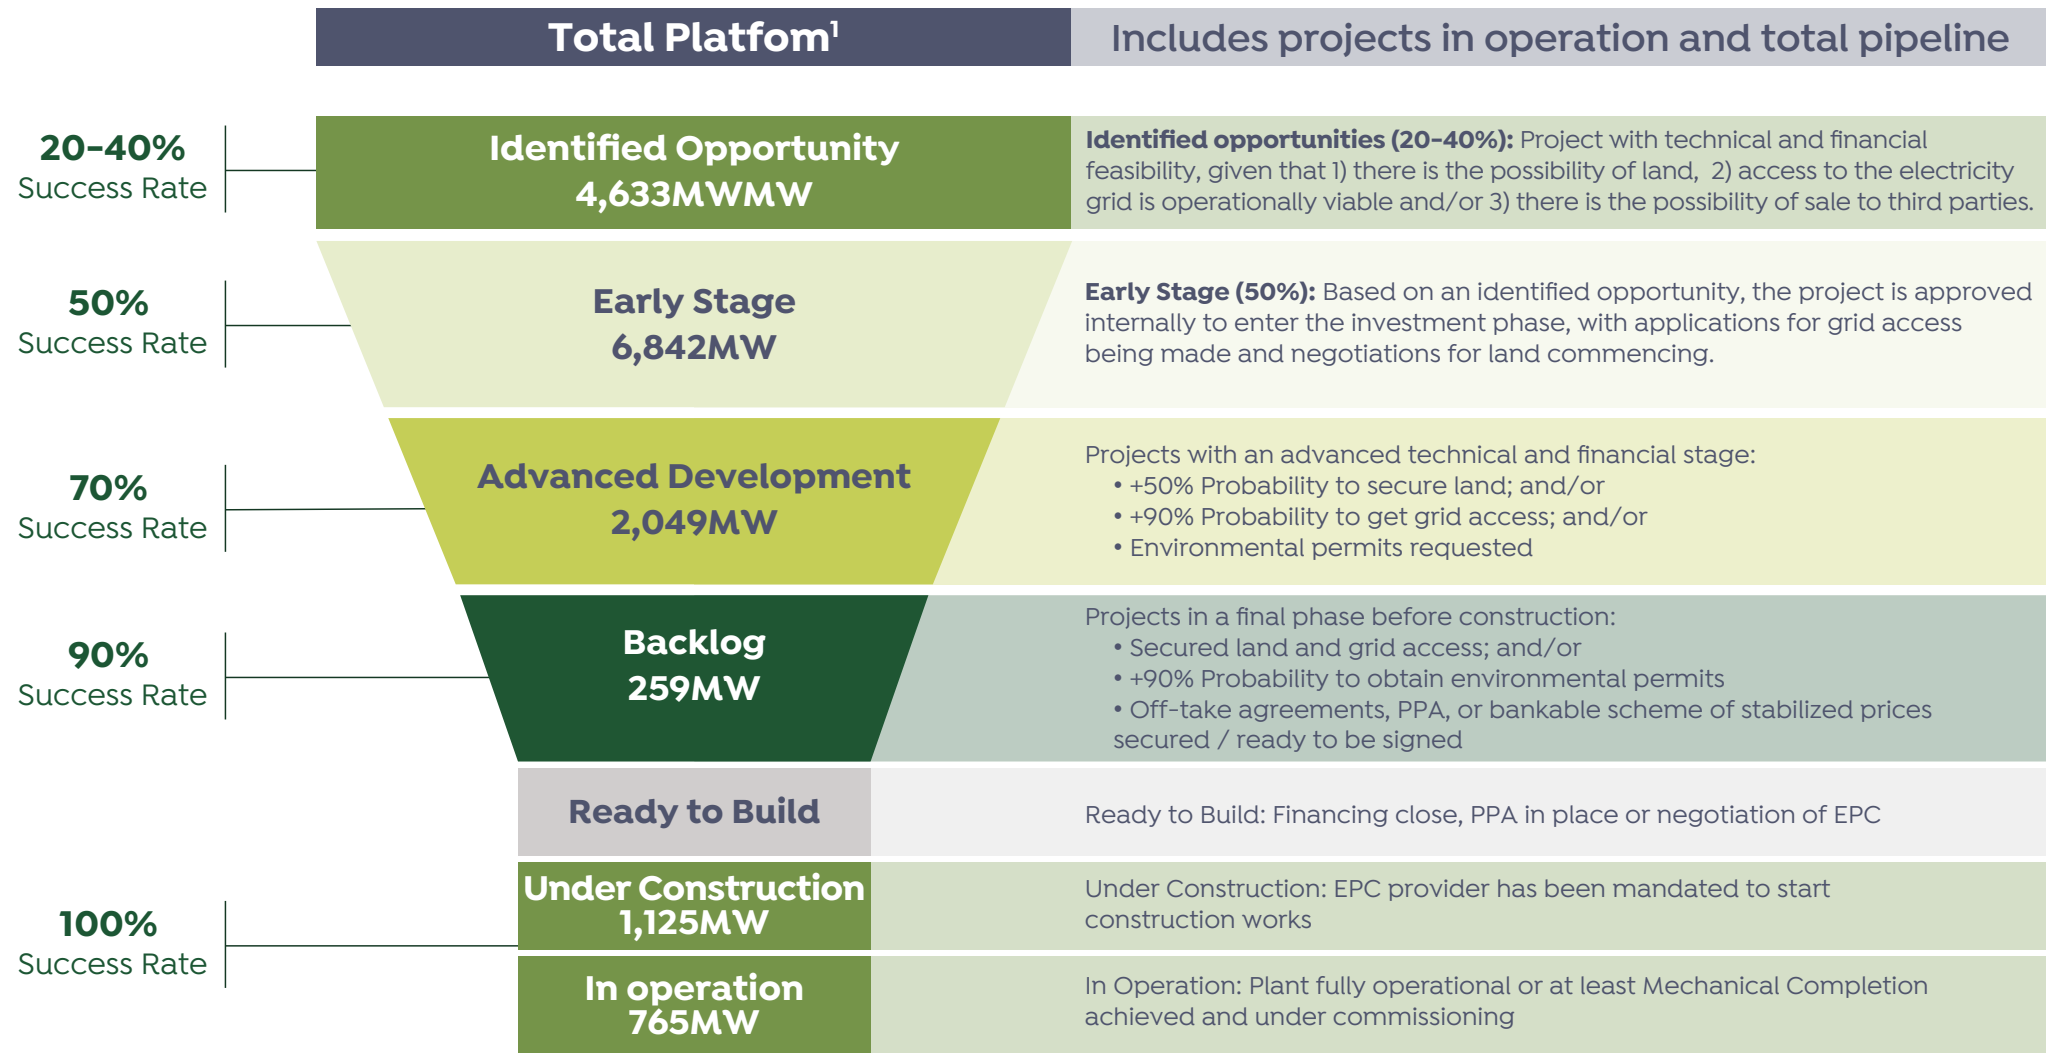 Total Platfom¹
Includes projects in operation and total pipeline
20-40%
Success Rate
Identified Opportunity
4,633MWMW
Identified opportunities (20-40%): Project with technical and financial
feasibility, given that 1) there is the possibility of land, 2) access to the electricity
grid is operationally viable and/or 3) there is the possibility of sale to third parties.
50%
Success Rate
Early Stage
6,842MW
Early Stage (50%): Based on an identified opportunity, the project is approved
internally to enter the investment phase, with applications for grid access
being made and negotiations for land commencing.
70%
Success Rate
Advanced Development
2,049MW
Projects with an advanced technical and financial stage:
• +50% Probability to secure land; and/or
• +90% Probability to get grid access; and/or
• Environmental permits requested
90%
Success Rate
Backlog
259MW
Projects in a final phase before construction:
• Secured land and grid access; and/or
• +90% Probability to obtain environmental permits
• Off-take agreements, PPA, or bankable scheme of stabilized prices
secured / ready to be signed
Ready to Build
Ready to Build: Financing close, PPA in place or negotiation of EPC
100%
Success Rate
Under Construction
1,125MW
Under Construction: EPC provider has been mandated to start
construction works
In operation
765MW
In Operation: Plant fully operational or at least Mechanical Completion
achieved and under commissioning